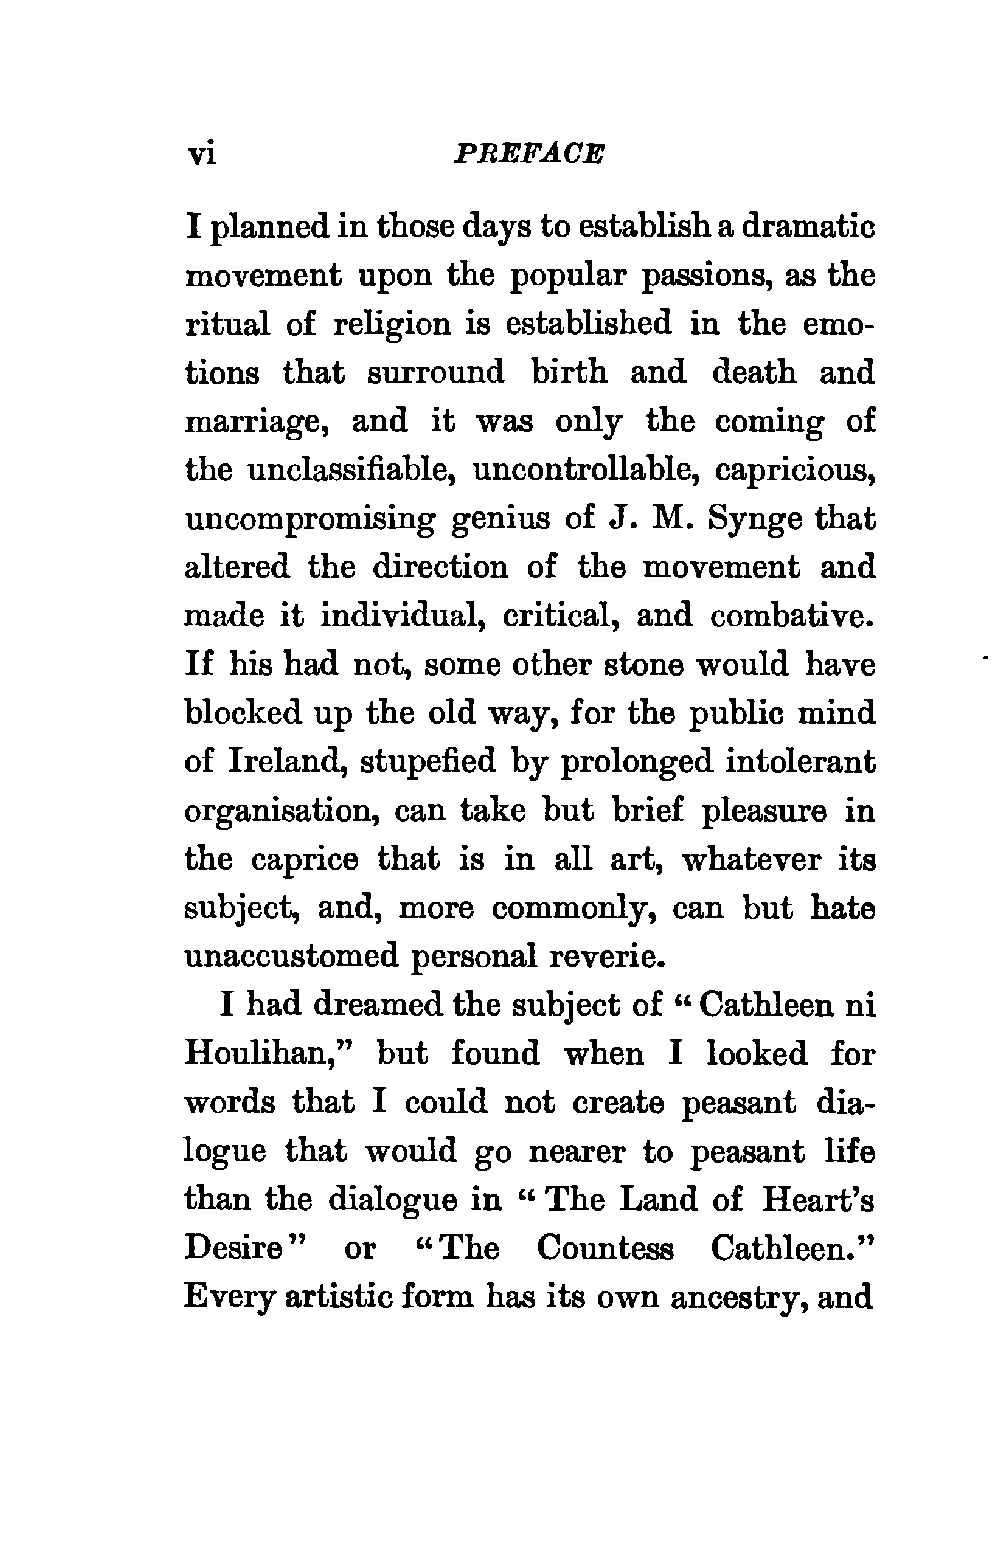 vi PREFACE
I planned in those days to establish a dramatic
movement upon the popular passions, as the
ritual of religion is established in the emo-
tions that surround birth and death and
marriage, and it was only the coming of
the unclassifiable, uncontrollable, capricious,
uncompromising genius of J. M. Synge that
altered the direction of the movement and
made it individual, critical, and combative.
If his had not, some other stone would have
blocked up the old way, for the public mind
of Ireland, stupefied by prolonged intolerant
organisation, can take but brief pleasure in
the caprice that is in all art, whatever its
subject, and, more commonly, can but hate
unaccustomed personal reverie.
I had dreamed the subject of “ Cathleen ni
Houlihan,” but found when I looked for
words that I could not create peasant dia-
logue that would go nearer to peasant life
than the dialogue in “ The Land of Heart’s
Desire ” or “ The Countess Cathleen.”
Every artistic form has its own ancestry, and